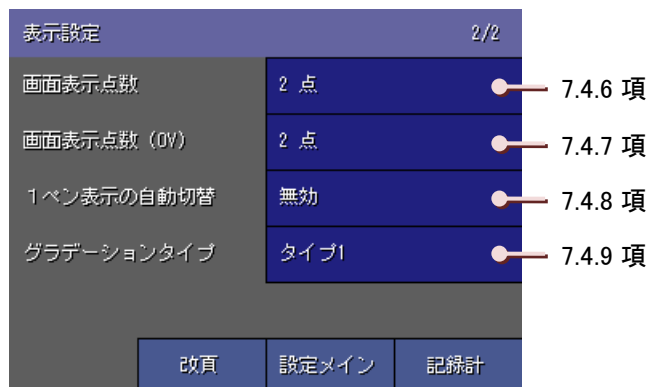 表示設定 2/2
画面表示点数 2 点 7.4.6 項
画面表示点数 (OV) 2 点 7.4.7 項
1ペン表示の自動切替 無効 7.4.8 項
グラデーションタイプ タイプ1 7.4.9 項
改頁 設定メイン 記録計